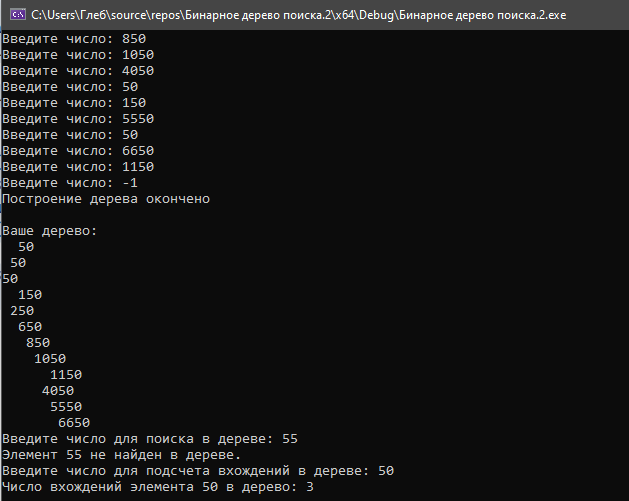 C:\Users\Глеб\source\repos\Бинарное дерево поиска.2\x64\Debug\Бинарное дерево поиска.2.exe
Введите число: 850
Введите число: 1050
Введите число: 4050
Введите число: 50
Введите число: 150
Введите число: 5550
Введите число: 50
Введите число: 6650
Введите число: 1150
Введите число: -1
Построение дерева окончено
Ваше дерево:
50
50
50
150
250
650
850
1050
1150
4050
5550
6650
Введите число для поиска в дереве: 55
Элемент 55 не найден в дереве.
Введите число для подсчета вхождений в дереве: 50
Число вхождений элемента 50 в дерево: 3